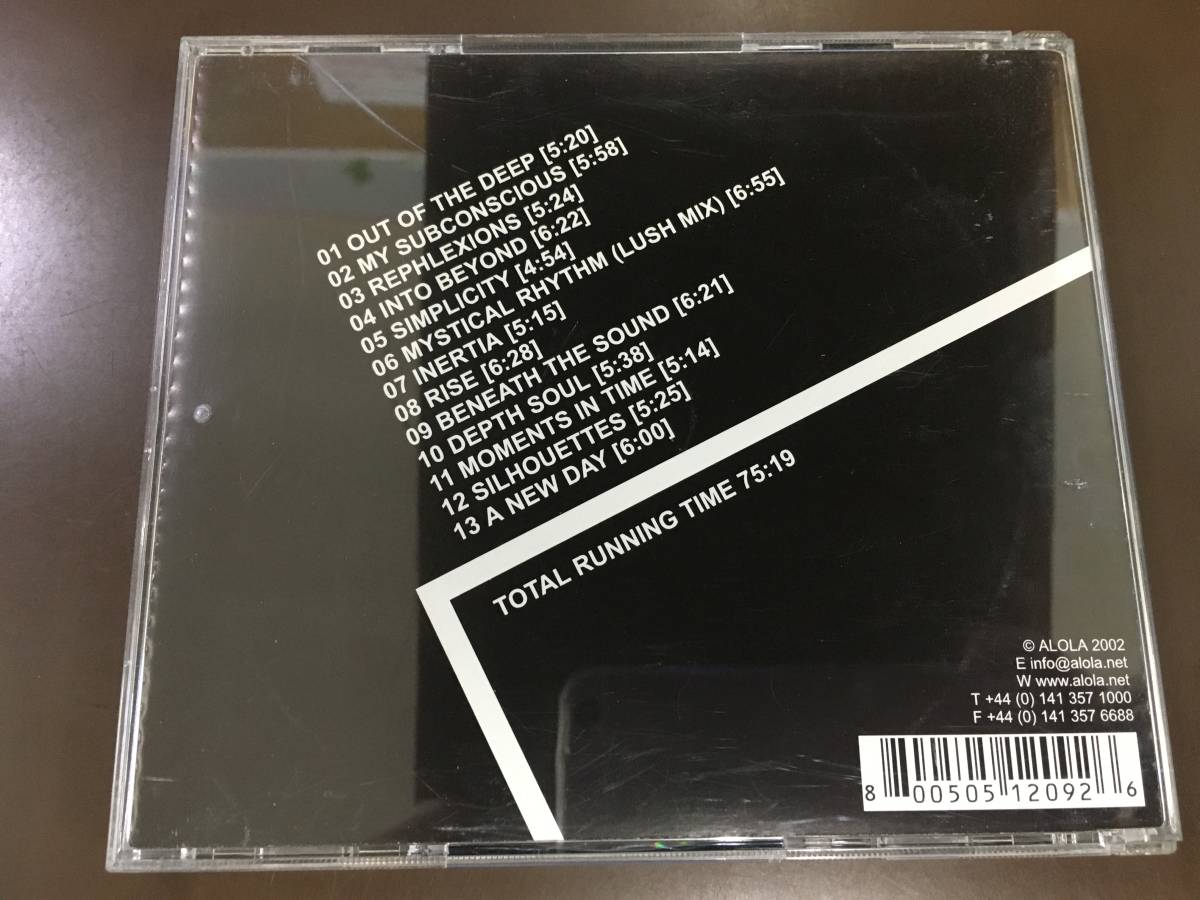 01 OUT OF THE DEEP [5:20]
02 MY SUBCONSCIOUS [5:58]
03 REPHLEXIONS [5:24]
04 INTO BEYOND [6:22]
05 SIMPLICITY [4:54]
06 MYSTICAL RHYTHM (LUSH MIX) [6:55]
07 INERTIA [5:15]
08 RISE [6:28]
09 BENEATH THE SOUND [6:21]
10 DEPTH SOUL [5:38]
11 MOMENTS IN TIME [5:14]
12 SILHOUETTES [5:25]
13 A NEW DAY [6:00]
TOTAL RUNNING TIME 75:19
© ALOLA 2002
E info@alola.net
W www.alola.net
T +44 (0) 141 357 1000
F +44 (0) 141 357 6688
8 00505 12092 6